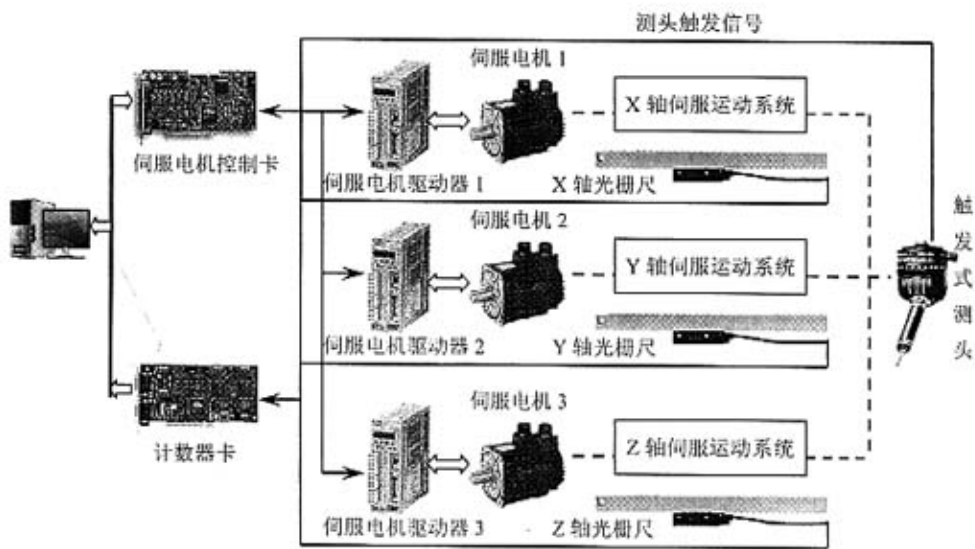 测头触发信号
伺服电机 1
X 轴伺服运动系统
伺服电机控制卡
伺服电机驱动器 1
X 轴光栅尺
伺服电机 2
Y 轴伺服运动系统
触发式测头
伺服电机驱动器 2
Y 轴光栅尺
伺服电机 3
计数器卡
Z 轴伺服运动系统
伺服电机驱动器 3
Z 轴光栅尺